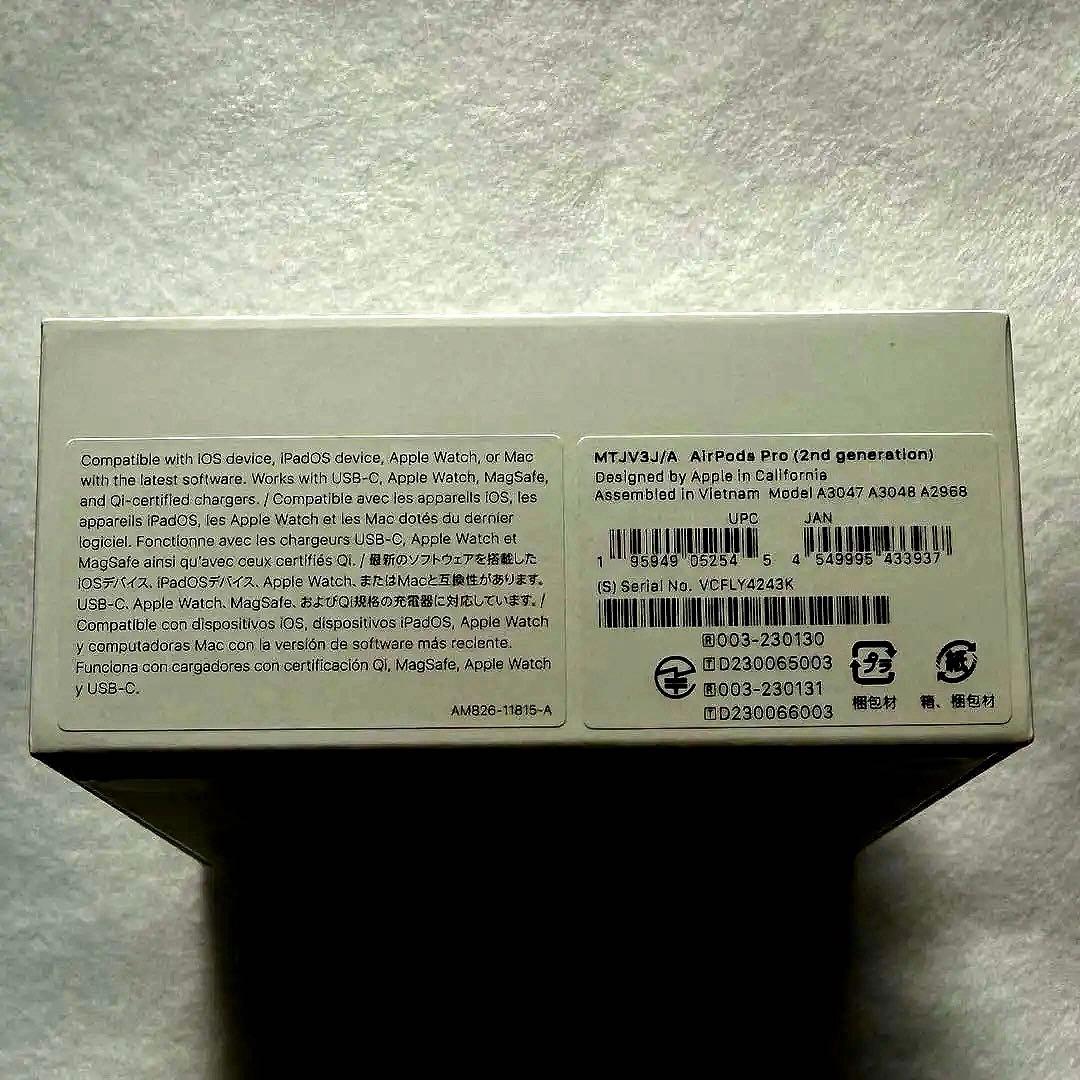 Compatible with iOS device, iPadOS device, Apple Watch, or Mac
with the latest software. Works with USB-C, Apple Watch, MagSafe,
and Qi-certified chargers. / Compatible avec les appareils iOS, les
appareils iPadOS, les Apple Watch et les Mac dotés du dernier
logiciel. Fonctionne avec les chargeurs USB-C, Apple Watch et
MagSafe ainsi qu'avec ceux certifiés Qi. / 最新のソフトウェアを搭載した
iOSデバイス、iPadOSデバイス、Apple Watch、またはMacと互換性があります。
USB-C、Apple Watch、MagSafe、およびQi規格の充電器に対応しています。/
Compatible con dispositivos iOS, dispositivos iPadOS, Apple Watch
y computadoras Mac con la versión de software más reciente.
Funciona con cargadores con certificación Qi, MagSafe, Apple Watch
y USB-C.
AM826-11815-A
MTJV3J/A AirPods Pro (2nd generation)
Designed by Apple in California
Assembled in Vietnam Model A3047 A3048 A2968
UPC JAN
1 95949 05254 5 4 549995 433937
(S) Serial No. VCFLY4243K
R 003-230130
T D230065003
R 003-230131
T D230066003
プラ 紙
梱包材 箱、梱包材